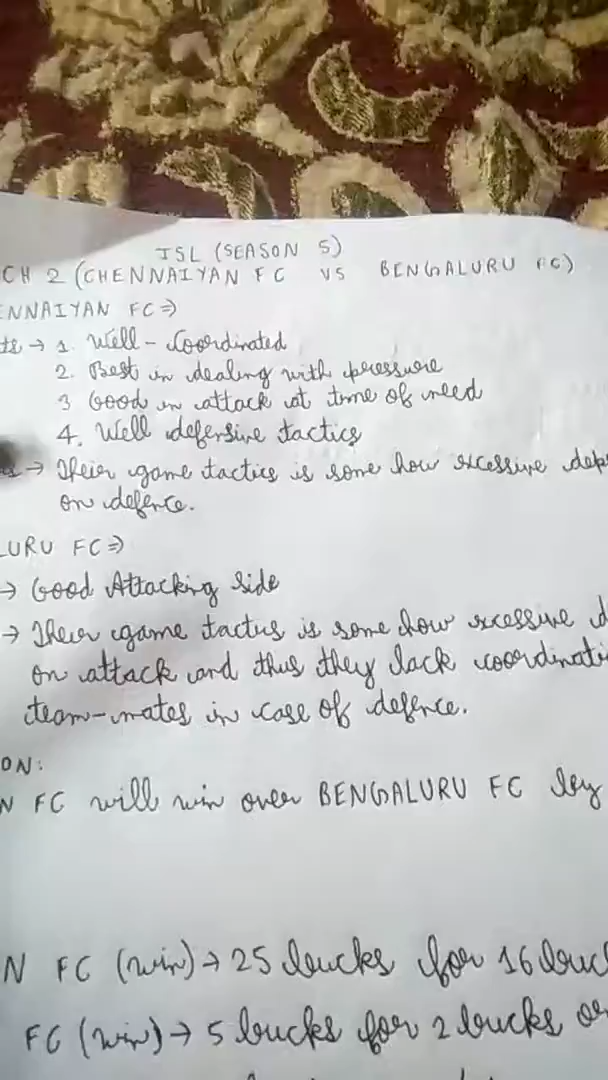 ISL (SEASON 5)
CH 2 (CHENNAIYAN FC VS BENGALURU FC)
ENNAIYAN FC ⇒
ts → 1. Well-Coordinated
2. Best in dealing with pressure
3 Good in attack at time of need
4. Well defensive tactics
→ Their game tactics is some how excessive dep
on defence.
LURU FC ⇒
→ Good Attacking side
→ Their game tactics is some how excessive d
on attack and thus they lack coordinati
team-mates in case of defence.
ON:
N FC will win over BENGALURU FC by
N FC (win) → 25 bucks for 16 buc
FC (win) → 5 bucks for 2 bucks on